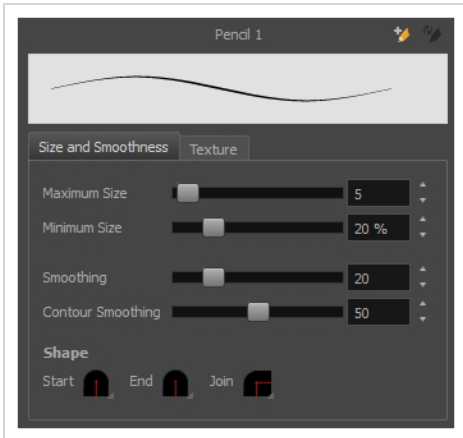 Pencil 1
Size and Smoothness Texture
Maximum Size 5
Minimum Size 20 %
Smoothing 20
Contour Smoothing 50
Shape
Start End Join